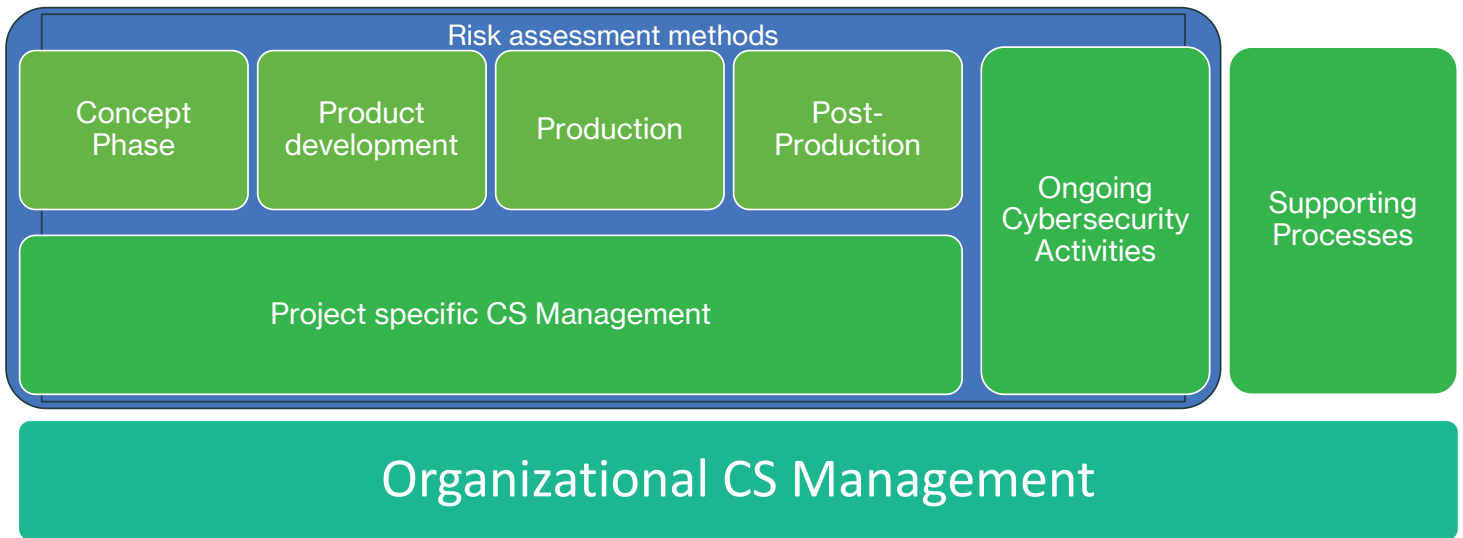 Risk assessment methods
Concept
Phase
Product
development
Production
Post-
Production
Ongoing
Cybersecurity
Activities
Supporting
Processes
Project specific CS Management
Organizational CS Management